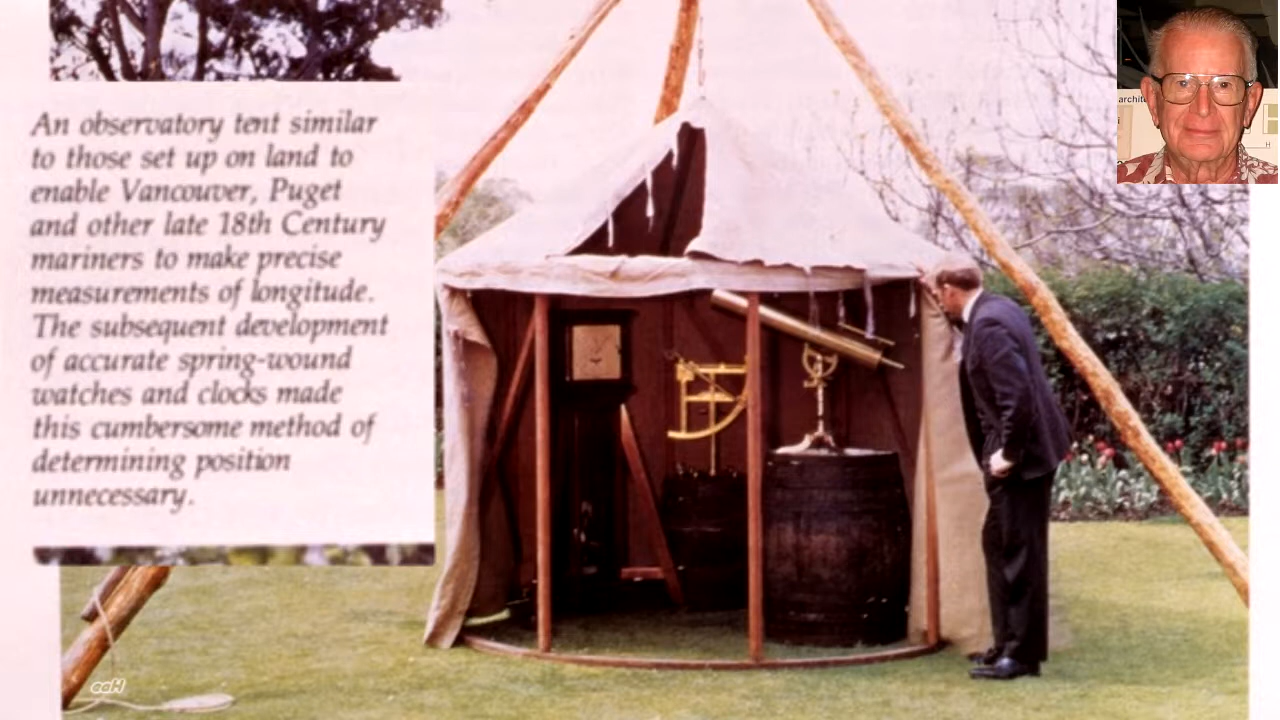 An observatory tent similar
to those set up on land to
enable Vancouver, Puget
and other late 18th Century
mariners to make precise
measurements of longitude.
The subsequent development
of accurate spring-wound
watches and clocks made
this cumbersome method of
determining position
unnecessary.
archite
H
eaH